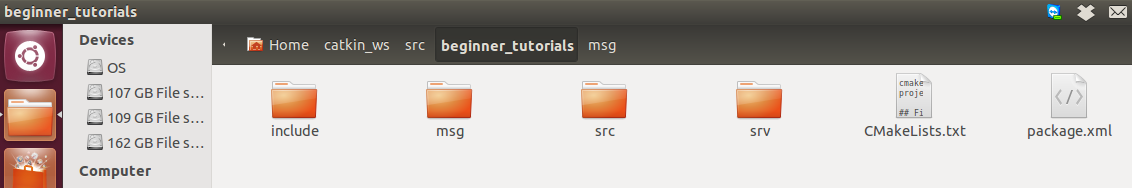 beginner_tutorials
Devices
OS
107 GB File s...
109 GB File s...
162 GB File s...
Computer
Home catkin_ws src beginner_tutorials msg
include msg src srv CMakeLists.txt package.xml
cmake
proje
## Fi